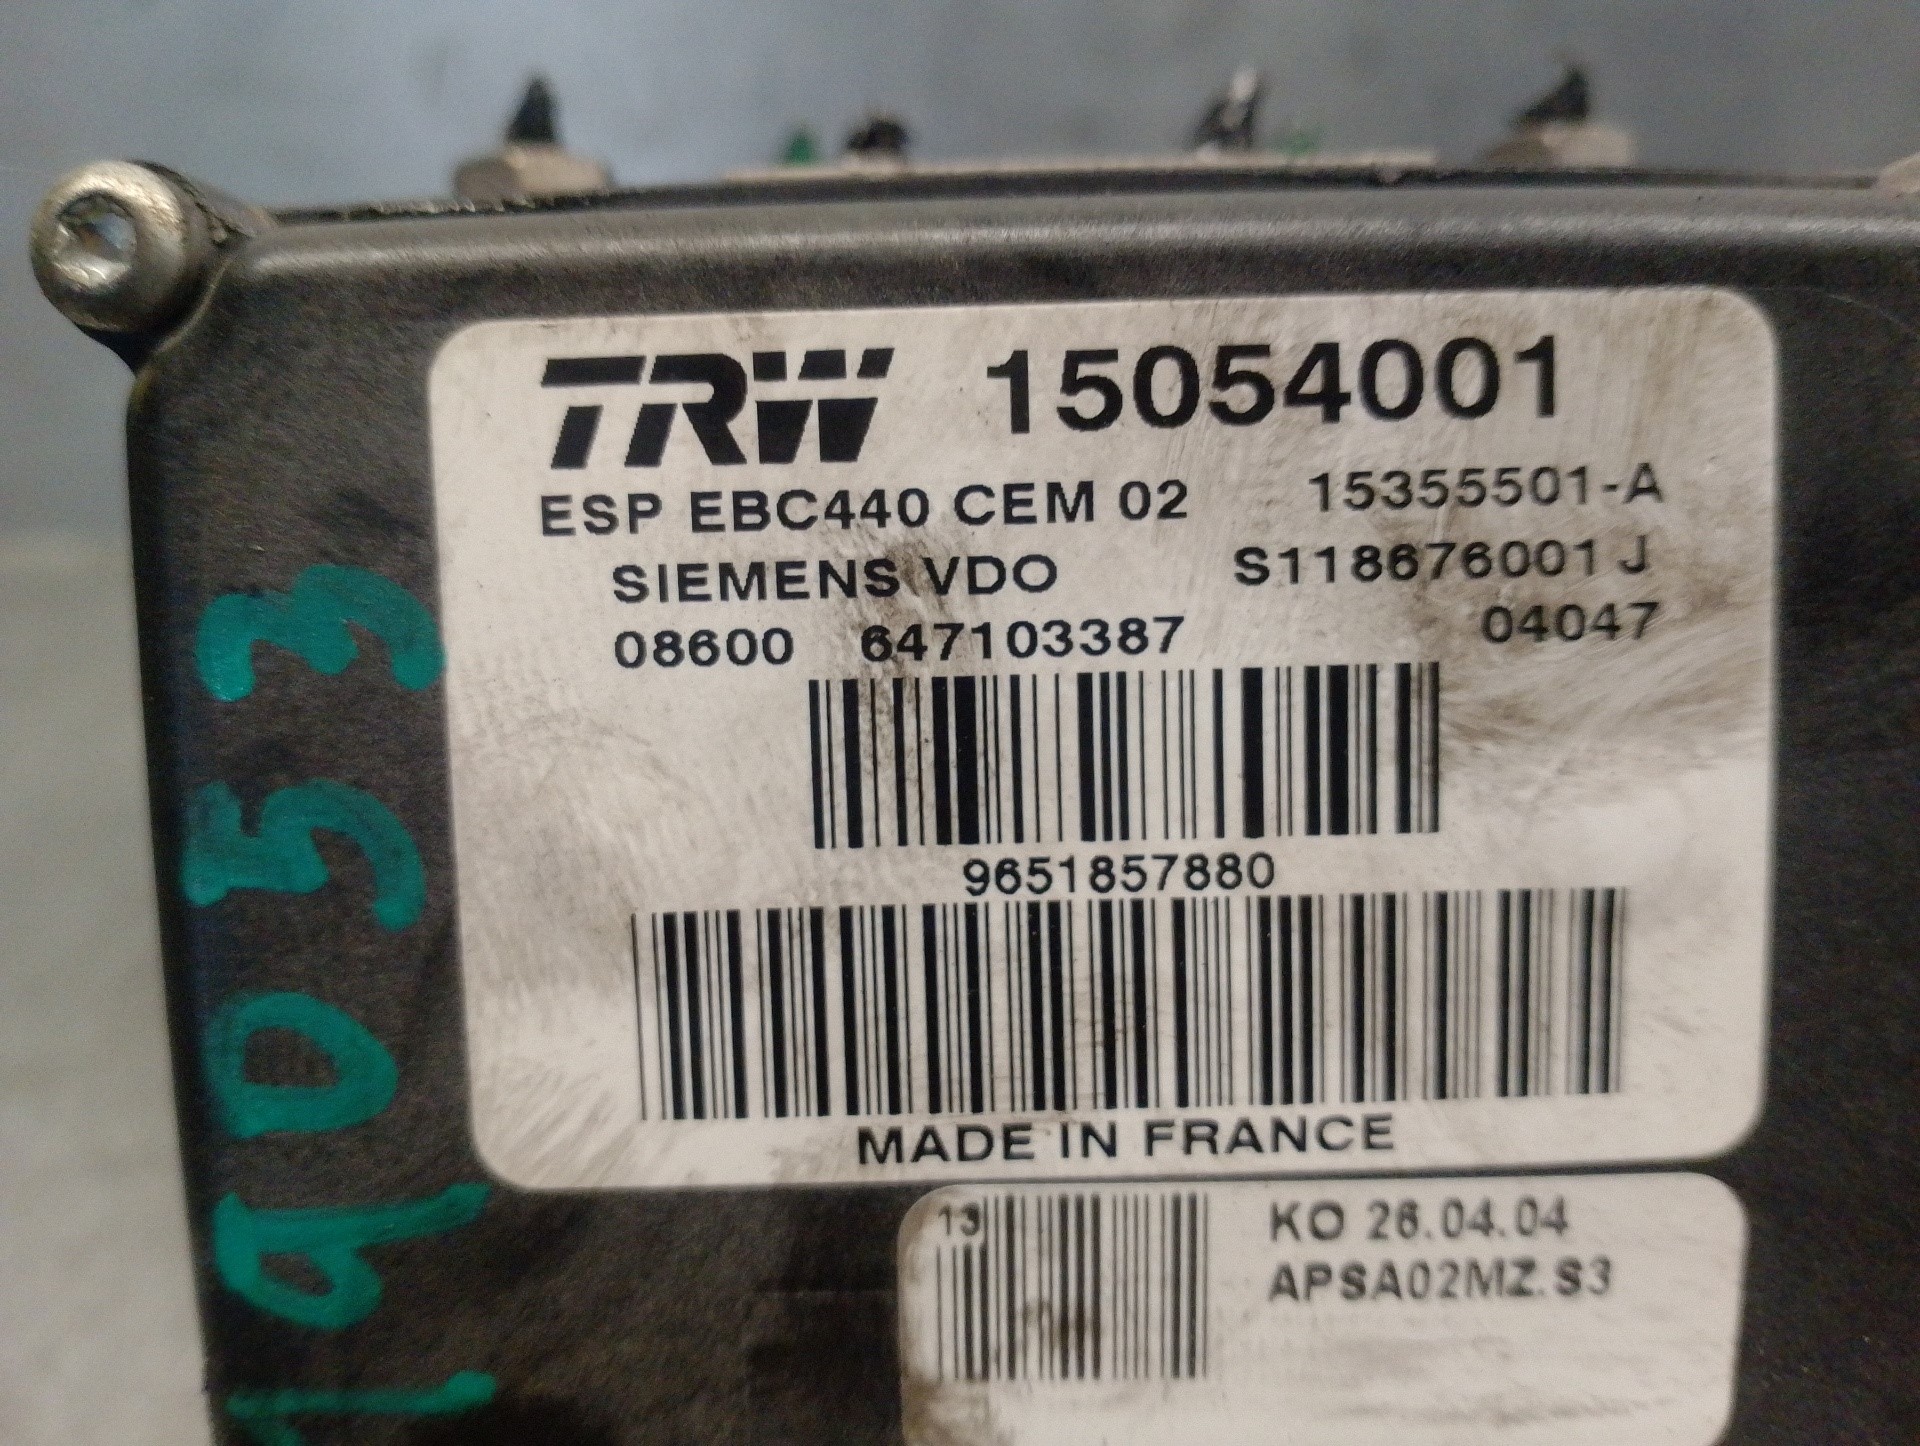 TRW 15054001
ESP EBC440 CEM 02 15355501-A
SIEMENS VDO S118676001 J
08600 647103387 04047
9651857880
MADE IN FRANCE
13 KO 26.04.04
APSA02MZ.S3
19053